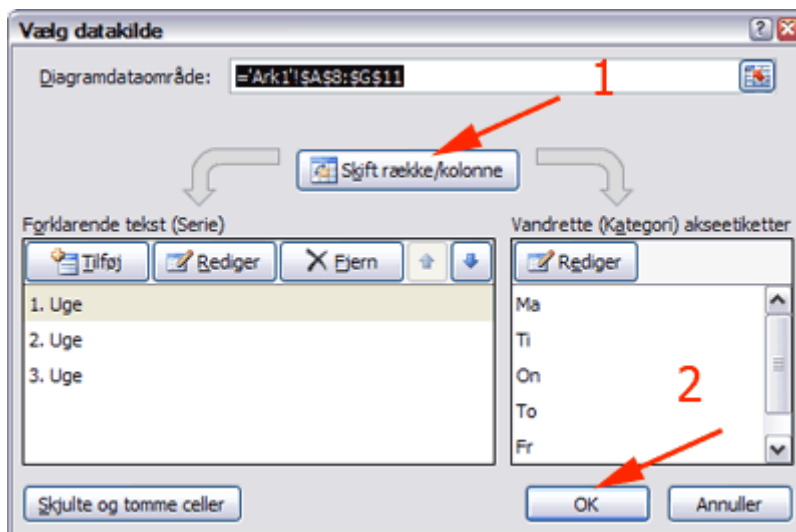 Vælg datakilde
Diagramdataområde: ='Ark1'!$A$8:$G$11
1
Skift række/kolonne
Forklarende tekst (Serie)
Tilføj Rediger Fjern
1. Uge
2. Uge
3. Uge
Vandrette (Kategori) akseetiketter
Rediger
Ma
Ti
On
To
Fr
2
Skjulte og tomme celler OK Annuller